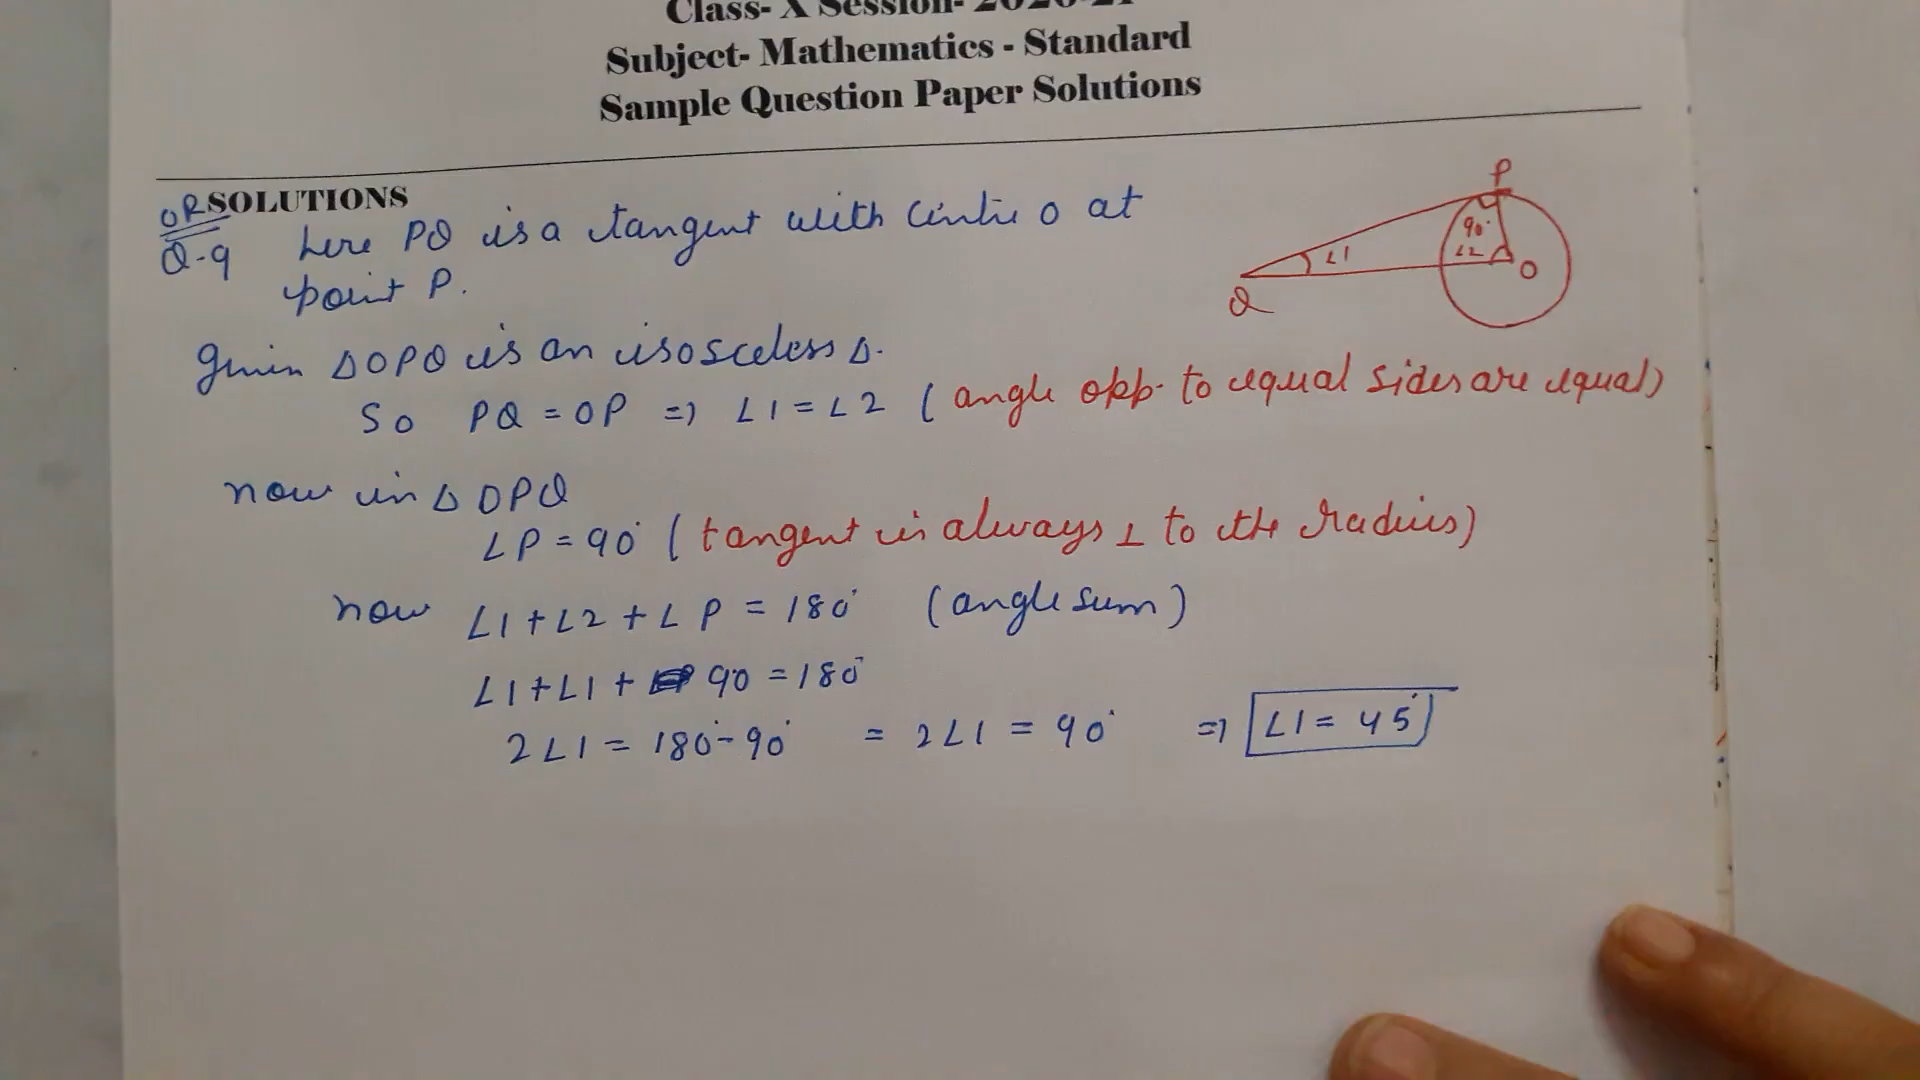 Class- X Session- 2020-21
Subject- Mathematics - Standard
Sample Question Paper Solutions
OR SOLUTIONS
Q-9 here PQ is a tangent with centre O at
point P.
given ΔOPQ is an isosceless Δ.
So PQ = OP => ∠1 = ∠2 (angle opp. to equal sides are equal)
now in Δ OPQ
∠P = 90° (tangent is always ⊥ to the radius)
now ∠1 + ∠2 + ∠P = 180° (angle sum)
∠1 + ∠1 + 90 = 180°
2∠1 = 180° - 90° = 2∠1 = 90° => ∠1 = 45°
P
90°
∠1
∠2
O
Q